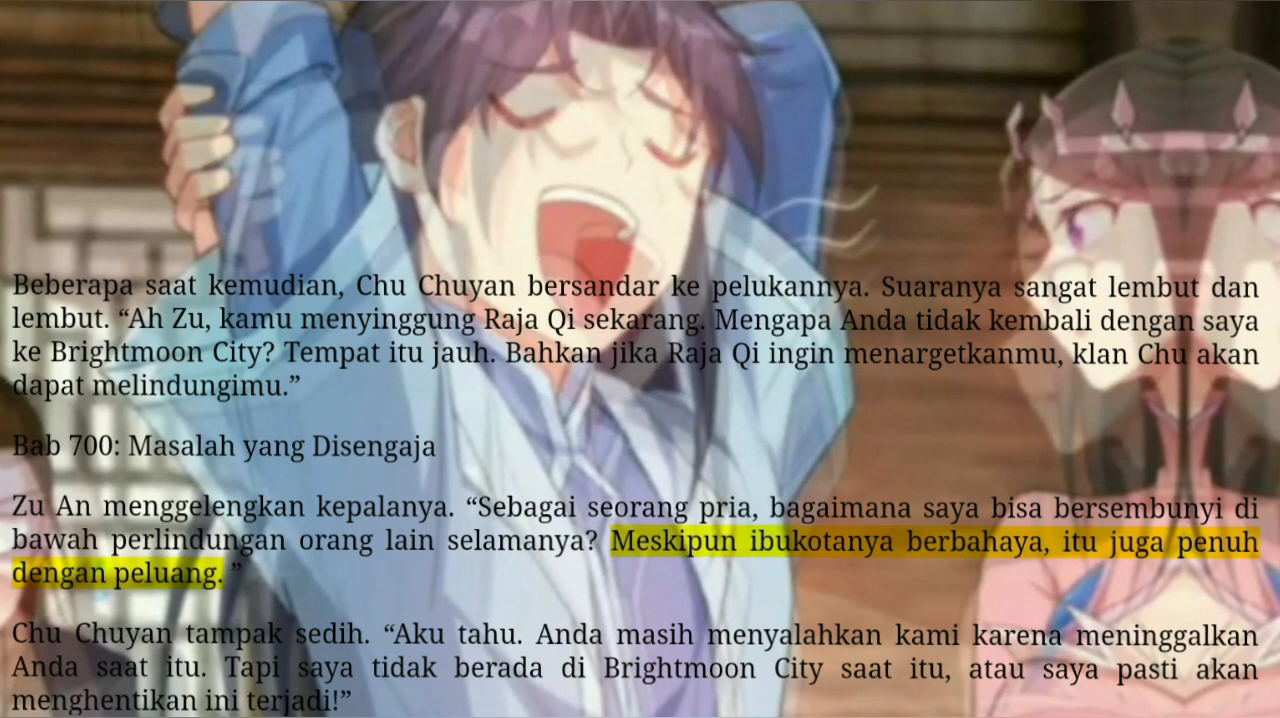 Beberapa saat kemudian, Chu Chuyan bersandar ke pelukannya. Suaranya sangat lembut dan
lembut. “Ah Zu, kamu menyinggung Raja Qi sekarang. Mengapa Anda tidak kembali dengan saya
ke Brightmoon City? Tempat itu jauh. Bahkan jika Raja Qi ingin menargetkanmu, klan Chu akan
dapat melindungimu.”
Bab 700: Masalah yang Disengaja
Zu An menggelengkan kepalanya. “Sebagai seorang pria, bagaimana saya bisa bersembunyi di
bawah perlindungan orang lain selamanya? Meskipun ibukotanya berbahaya, itu juga penuh
dengan peluang. ”
Chu Chuyan tampak sedih. “Aku tahu. Anda masih menyalahkan kami karena meninggalkan
Anda saat itu. Tapi saya tidak berada di Brightmoon City saat itu, atau saya pasti akan
menghentikan ini terjadi!”